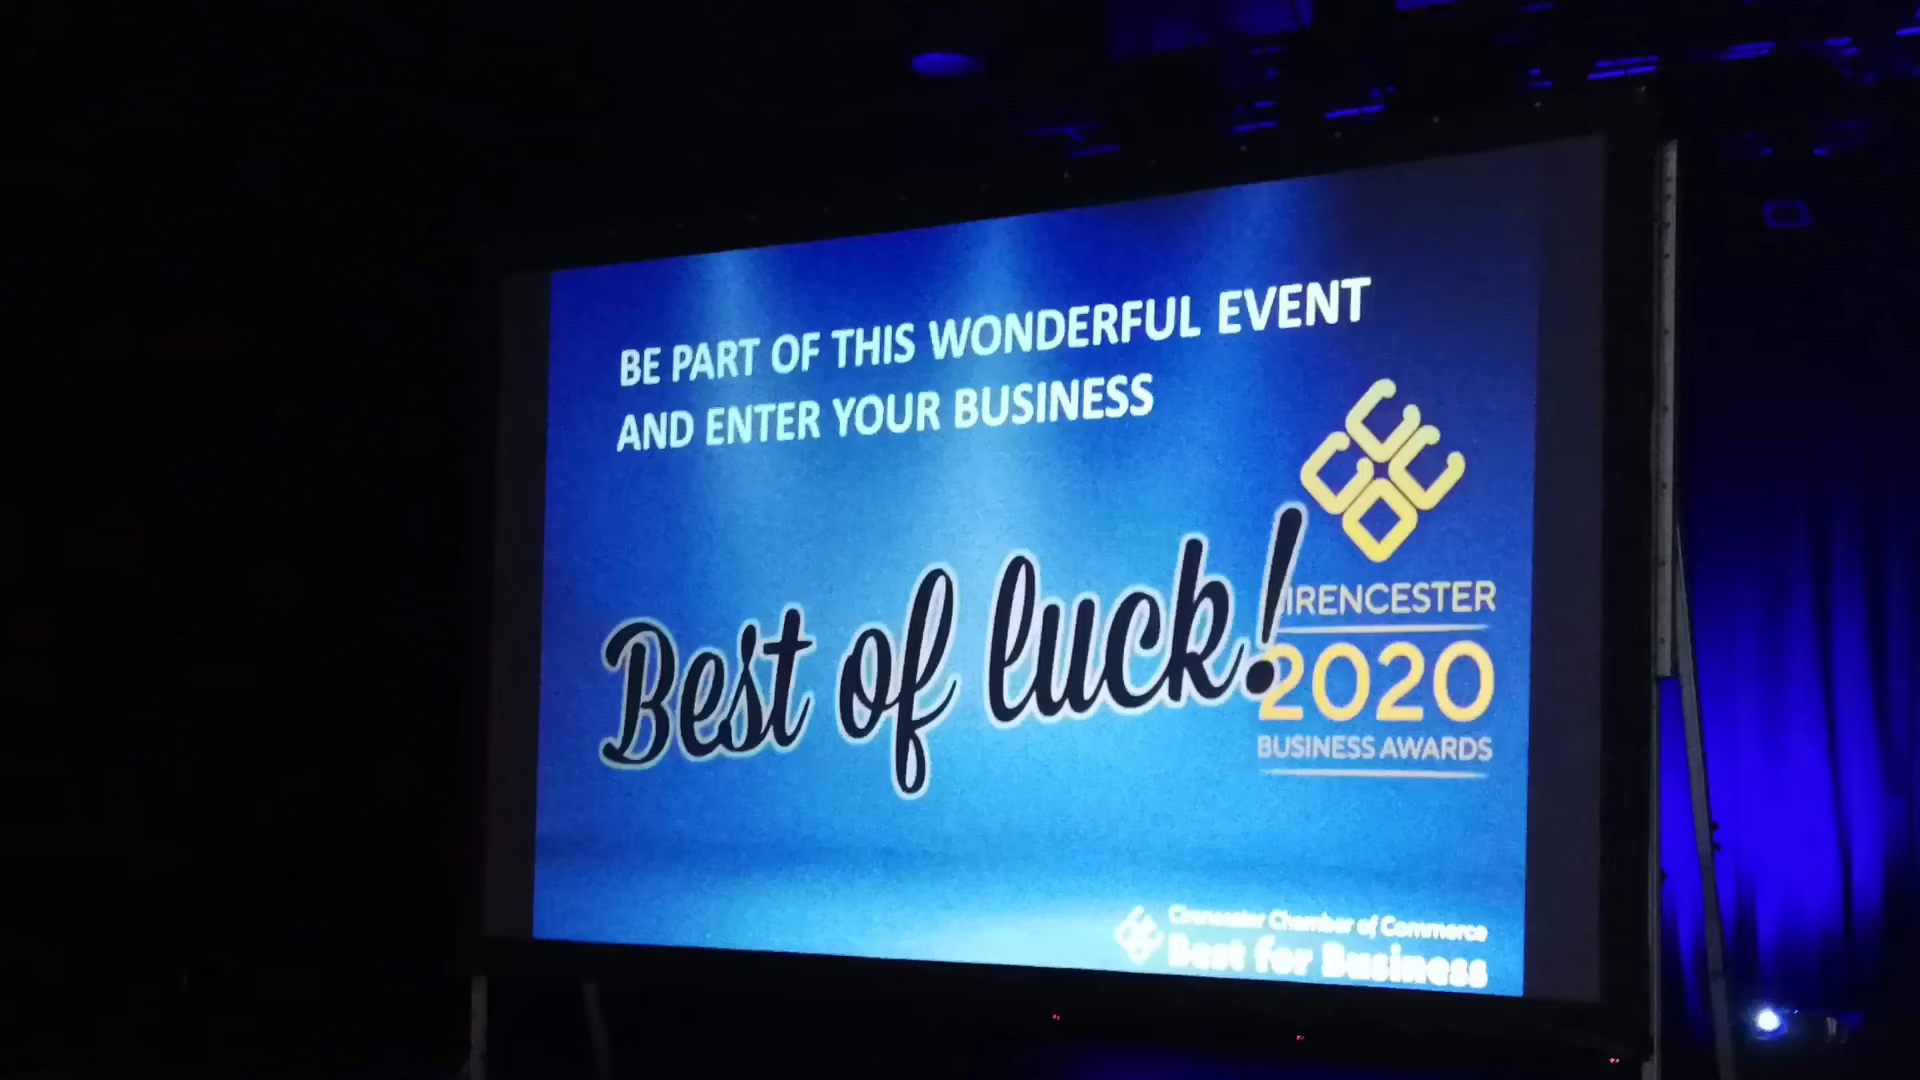 BE PART OF THIS WONDERFUL EVENT
AND ENTER YOUR BUSINESS
Best of luck!
IRENCESTER
2020
BUSINESS AWARDS
Cirencester Chamber of Commerce
Best for Business